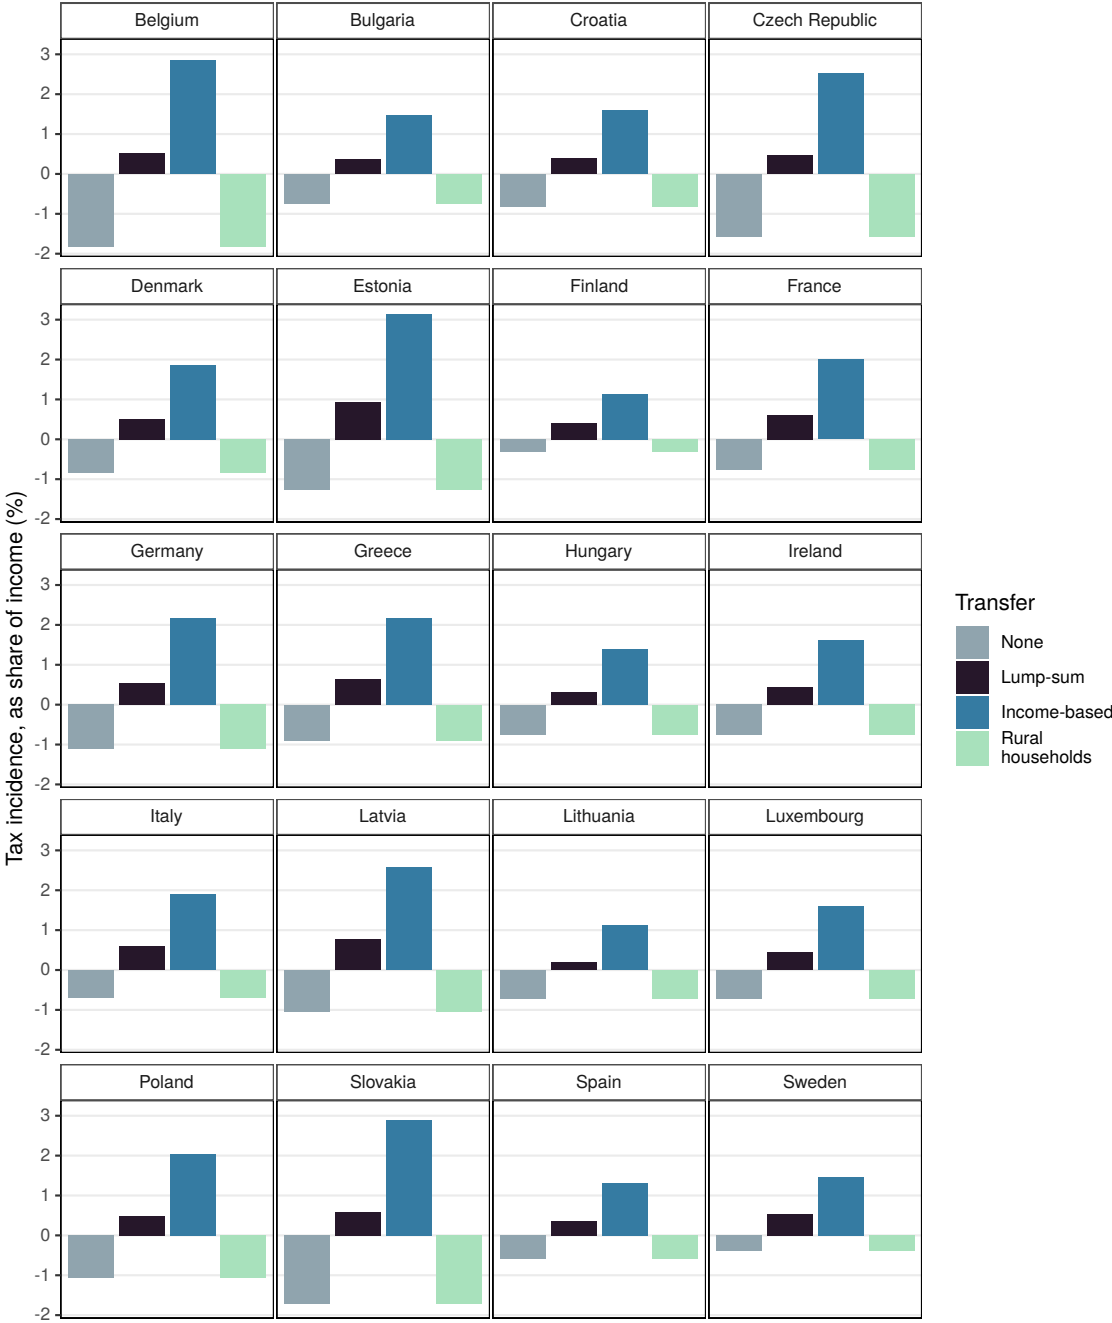 Belgium Bulgaria Croatia Czech Republic
3
2
1
0
-1
-2
Denmark Estonia Finland France
3
2
1
0
-1
-2
Germany Greece Hungary Ireland
3
2
1
0
-1
-2
Italy Latvia Lithuania Luxembourg
3
2
1
0
-1
-2
Poland Slovakia Spain Sweden
3
2
1
0
-1
-2
Tax incidence, as share of income (%)
Transfer
None
Lump-sum
Income-based
Rural
households